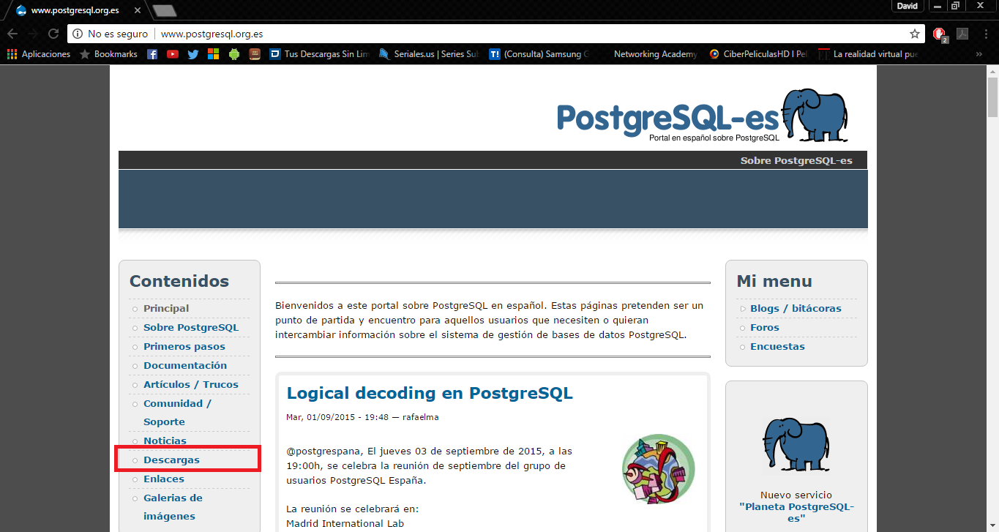 www.postgresql.org.es
David
No es seguro
www.postgresql.org.es
2
Aplicaciones
Bookmarks
Tus Descargas Sin Lim
Seriales.us | Series Sub
T!
(Consulta) Samsung G
Networking Academy
CiberPeliculasHD | Pel
La realidad virtual pue
»
PostgreSQL-es
Portal en español sobre PostgreSQL
Sobre PostgreSQL-es
Contenidos
Principal
Sobre PostgreSQL
Primeros pasos
Documentación
Artículos / Trucos
Comunidad /
Soporte
Noticias
Descargas
Enlaces
Galerias de
imágenes
Bienvenidos a este portal sobre PostgreSQL en español. Estas páginas pretenden ser un
punto de partida y encuentro para aquellos usuarios que necesiten o quieran
intercambiar información sobre el sistema de gestión de bases de datos PostgreSQL.
Logical decoding en PostgreSQL
Mar, 01/09/2015 - 19:48 — rafaelma
@postgrespana, El jueves 03 de septiembre de 2015, a las
19:00h, se celebra la reunión de septiembre del grupo de
usuarios PostgreSQL España.
La reunión se celebrará en:
Madrid International Lab
Mi menu
Blogs / bitácoras
Foros
Encuestas
Nuevo servicio
"Planeta PostgreSQL-
es"